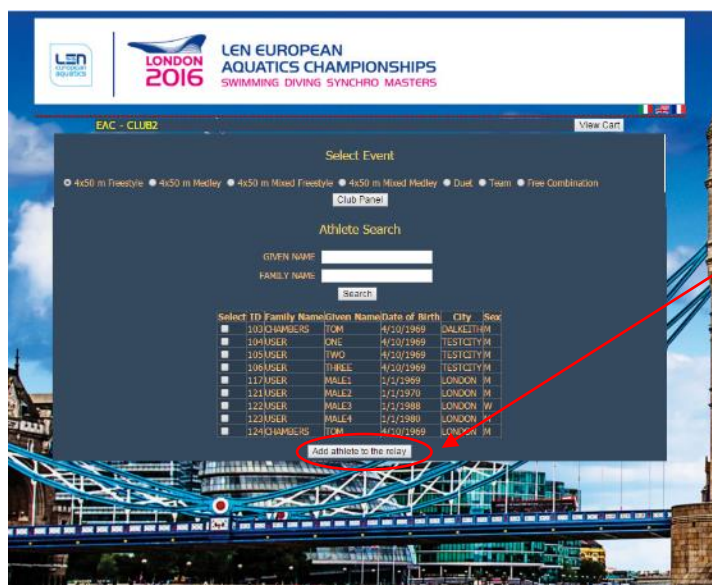 LEN
european
aquatics
LONDON
2016
LEN EUROPEAN
AQUATICS CHAMPIONSHIPS
SWIMMING DIVING SYNCHRO MASTERS
EAC - CLUB2
View Cart
Select Event
4x50 m Freestyle 4x50 m Medley 4x50 m Mixed Freestyle 4x50 m Mixed Medley Duet Team Free Combination
Club Panel
Athlete Search
GIVEN NAME
FAMILY NAME
Search
Select ID Family Name Given Name Date of Birth City Sex
103 CHAMBERS TOM 4/10/1969 DALKEITH M
104 USER ONE 4/10/1969 TESTCITY M
105 USER TWO 4/10/1969 TESTCITY M
106 USER THREE 4/10/1969 TESTCITY M
117 USER MALE1 1/1/1969 LONDON M
121 USER MALE2 1/1/1970 LONDON M
122 USER MALE3 1/1/1988 LONDON W
123 USER MALE4 1/1/1980 LONDON
124 CHAMBERS TOM 4/10/1969 LONDON M
Add athlete to the relay